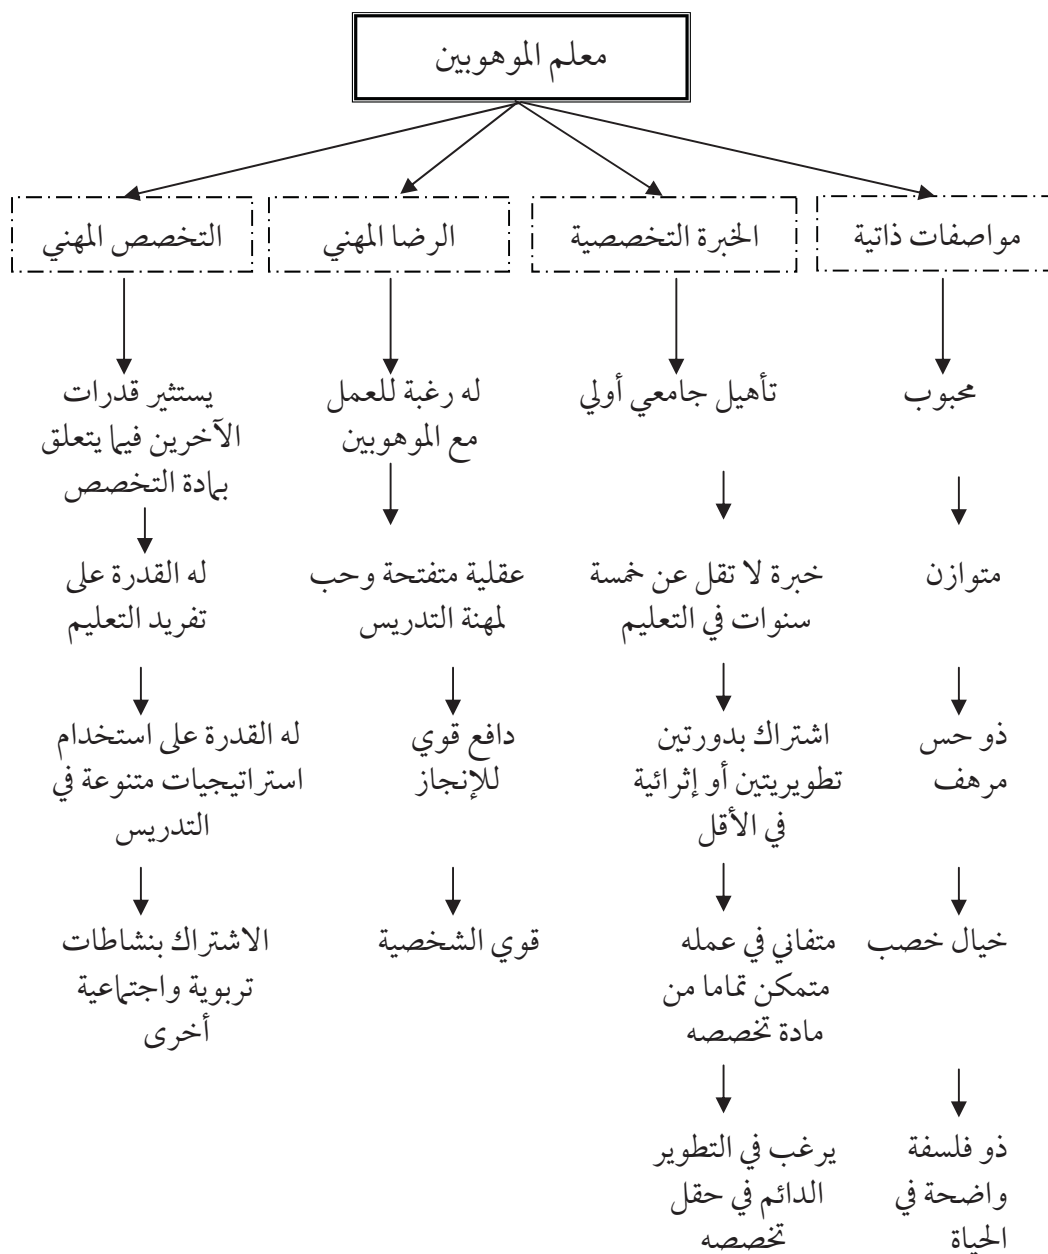 معلم الموهوبين
مواصفات ذاتية
محبوب
متوازن
ذو حس
مرهف
خيال خصب
ذو فلسفة
واضحة في
الحياة
الخبرة التخصصية
تأهيل جامعي أولي
خبرة لا تقل عن خمسة
سنوات في التعليم
اشتراك بدورتين
تطويريتين أو إثرائية
في الأقل
متفاني في عمله
متمكن تماما من
مادة تخصصه
يرغب في التطوير
الدائم في حقل
تخصصه
الرضا المهني
له رغبة للعمل
مع الموهوبين
عقلية متفتحة وحب
لمهنة التدريس
دافع قوي
للإنجاز
قوي الشخصية
التخصص المهني
يستثير قدرات
الآخرين فيما يتعلق
بمادة التخصص
له القدرة على
تفريد التعليم
له القدرة على استخدام
استراتيجيات متنوعة في
التدريس
الاشتراك بنشاطات
تربوية واجتماعية
أخرى